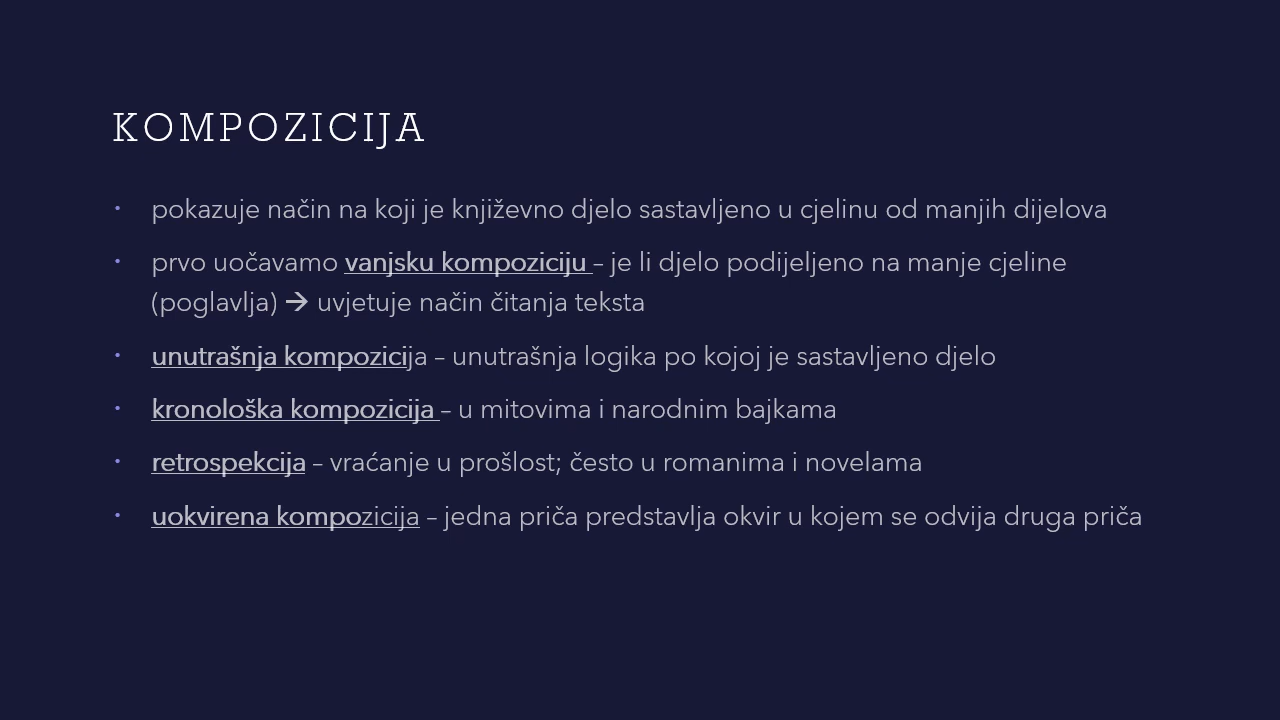 KOMPOZICIJA
• pokazuje način na koji je književno djelo sastavljeno u cjelinu od manjih dijelova
• prvo uočavamo vanjsku kompoziciju – je li djelo podijeljeno na manje cjeline
(poglavlja) → uvjetuje način čitanja teksta
• unutrašnja kompozicija – unutrašnja logika po kojoj je sastavljeno djelo
• kronološka kompozicija – u mitovima i narodnim bajkama
• retrospekcija – vraćanje u prošlost; često u romanima i novelama
• uokvirena kompozicija – jedna priča predstavlja okvir u kojem se odvija druga priča